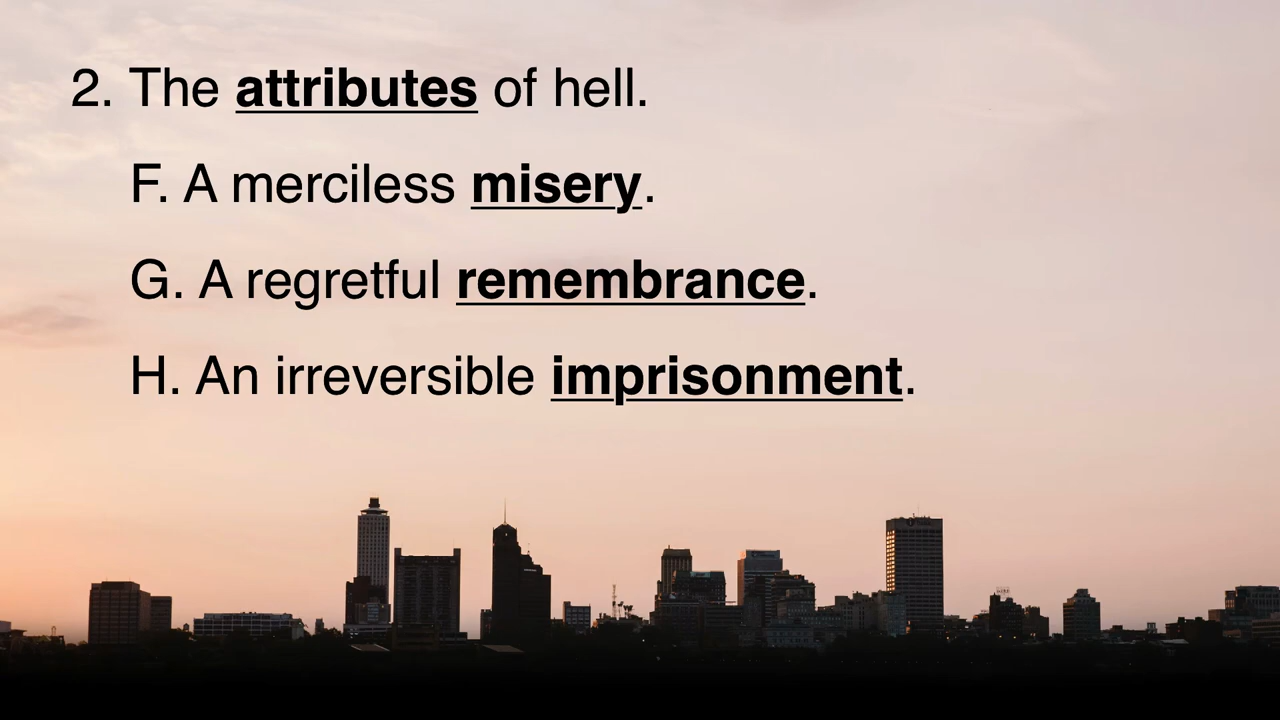 2. The attributes of hell.
F. A merciless misery.
G. A regretful remembrance.
H. An irreversible imprisonment.